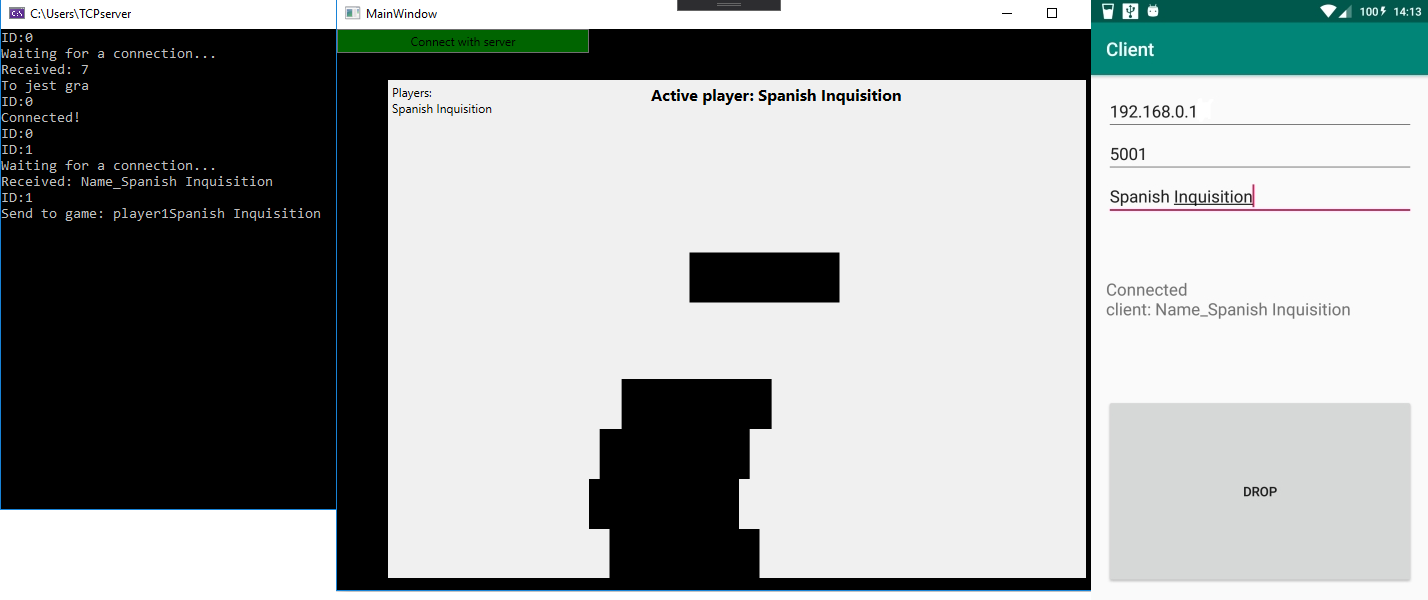 C:\Users\TCPserver
ID:0
Waiting for a connection...
Received: 7
To jest gra
ID:0
Connected!
ID:0
ID:1
Waiting for a connection...
Received: Name_Spanish Inquisition
ID:1
Send to game: player1Spanish Inquisition
MainWindow
Connect with server
Players:
Spanish Inquisition
Active player: Spanish Inquisition
100 14:13
Client
192.168.0.1
5001
Spanish Inquisition
Connected
client: Name_Spanish Inquisition
DROP